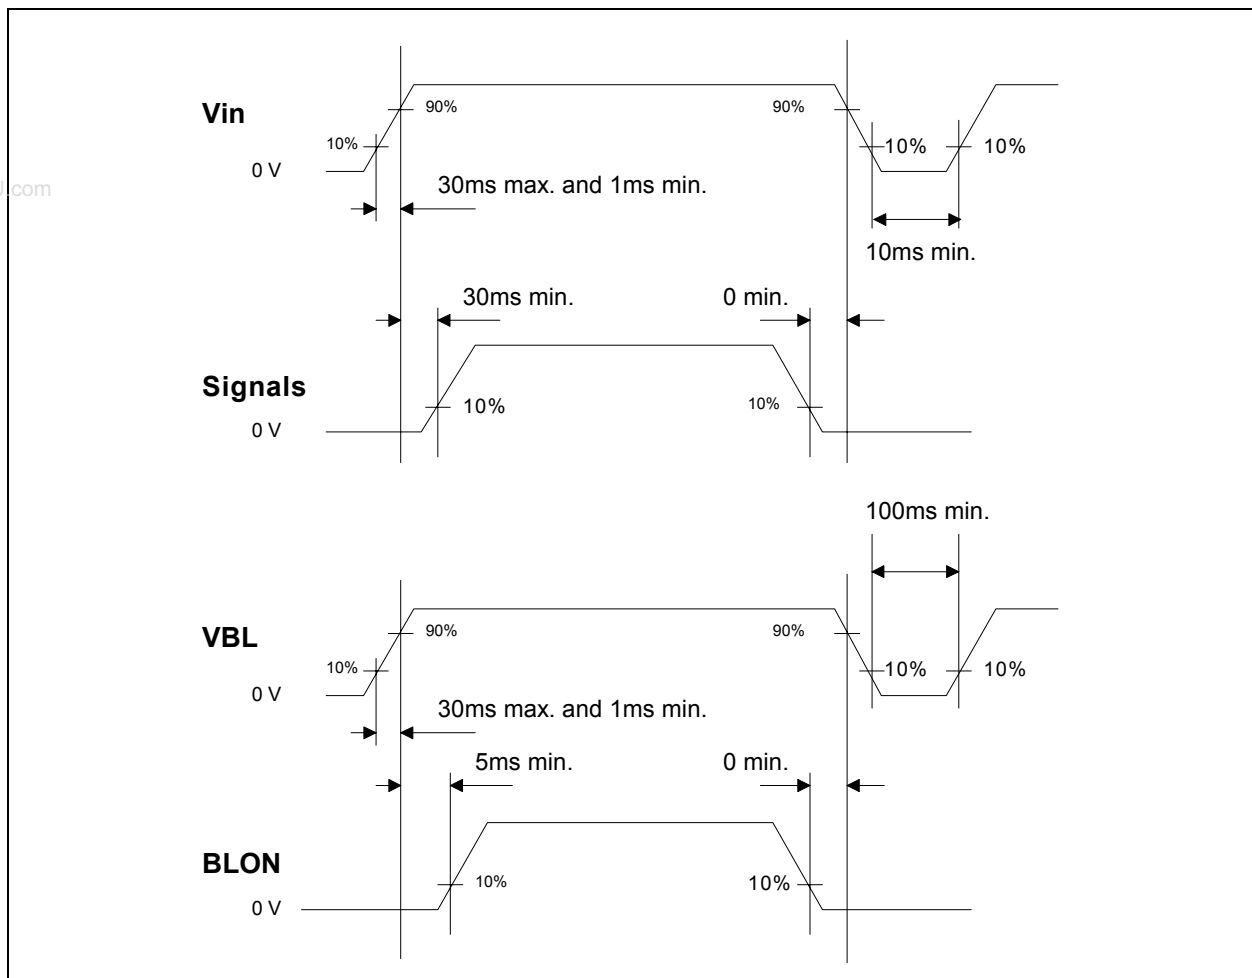 90%
90%
Vin
10%
10%
10%
0 V
30ms max. and 1ms min.
.com
10ms min.
30ms min.
0 min.
Signals
10%
10%
0 V
100ms min.
90%
90%
VBL
10%
10%
10%
0 V
30ms max. and 1ms min.
5ms min.
0 min.
BLON
10%
10%
0 V